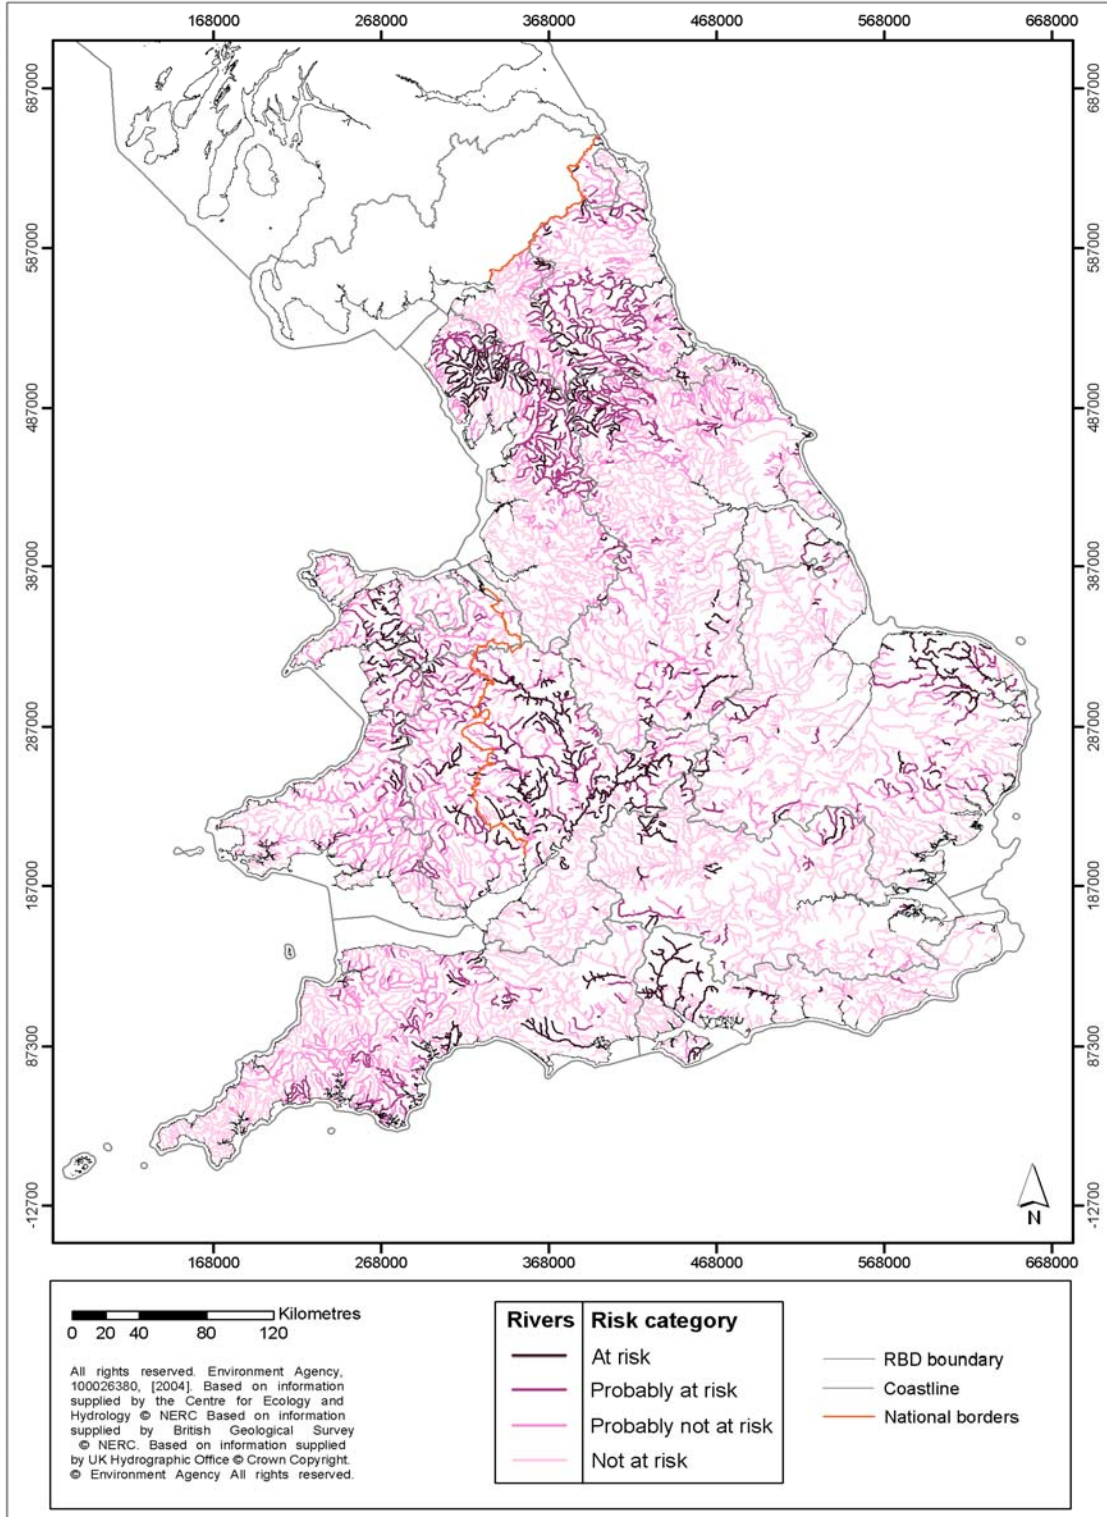 168000 268000 368000 468000 568000 668000
687000 687000
587000 587000
487000 487000
387000 387000
287000 287000
187000 187000
87300 87300
-12700 -12700
N
168000 268000 368000 468000 568000 668000
Kilometres
0 20 40 80 120
All rights reserved. Environment Agency,
100026380, [2004]. Based on information
supplied by the Centre for Ecology and
Hydrology © NERC Based on information
supplied by British Geological Survey
© NERC. Based on information supplied
by UK Hydrographic Office © Crown Copyright.
© Environment Agency All rights reserved.
Rivers Risk category
At risk
Probably at risk
Probably not at risk
Not at risk
RBD boundary
Coastline
National borders